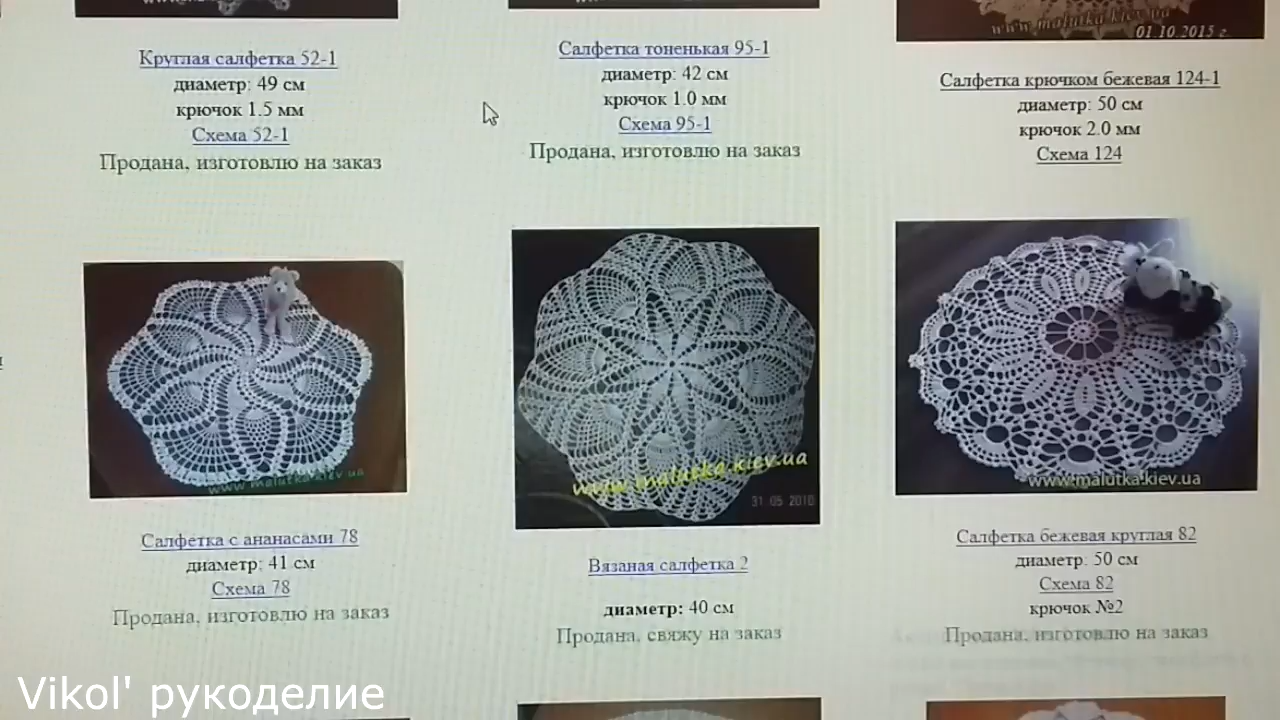 www.malutka.kiev.ua
01.10.2015 г.
Круглая салфетка 52-1
диаметр: 49 см
крючок 1.5 мм
Схема 52-1
Продана, изготовлю на заказ
Салфетка тоненькая 95-1
диаметр: 42 см
крючок 1.0 мм
Схема 95-1
Продана, изготовлю на заказ
Салфетка крючком бежевая 124-1
диаметр: 50 см
крючок 2.0 мм
Схема 124
www.malutka.kiev.ua
Салфетка с ананасами 78
диаметр: 41 см
Схема 78
Продана, изготовлю на заказ
www.malutka.kiev.ua
31 05 2010
Вязаная салфетка 2
диаметр: 40 см
Продана, свяжу на заказ
www.malutka.kiev.ua
Салфетка бежевая круглая 82
диаметр: 50 см
Схема 82
крючок №2
Продана, изготовлю на заказ
Vikol' рукоделие